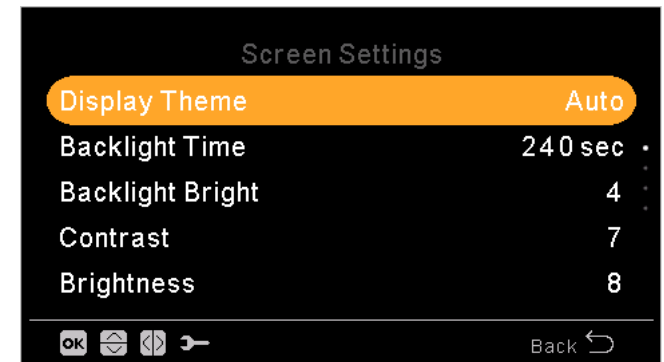 Screen Settings
Display Theme Auto
Backlight Time 240 sec
Backlight Bright 4
Contrast 7
Brightness 8
OK Back